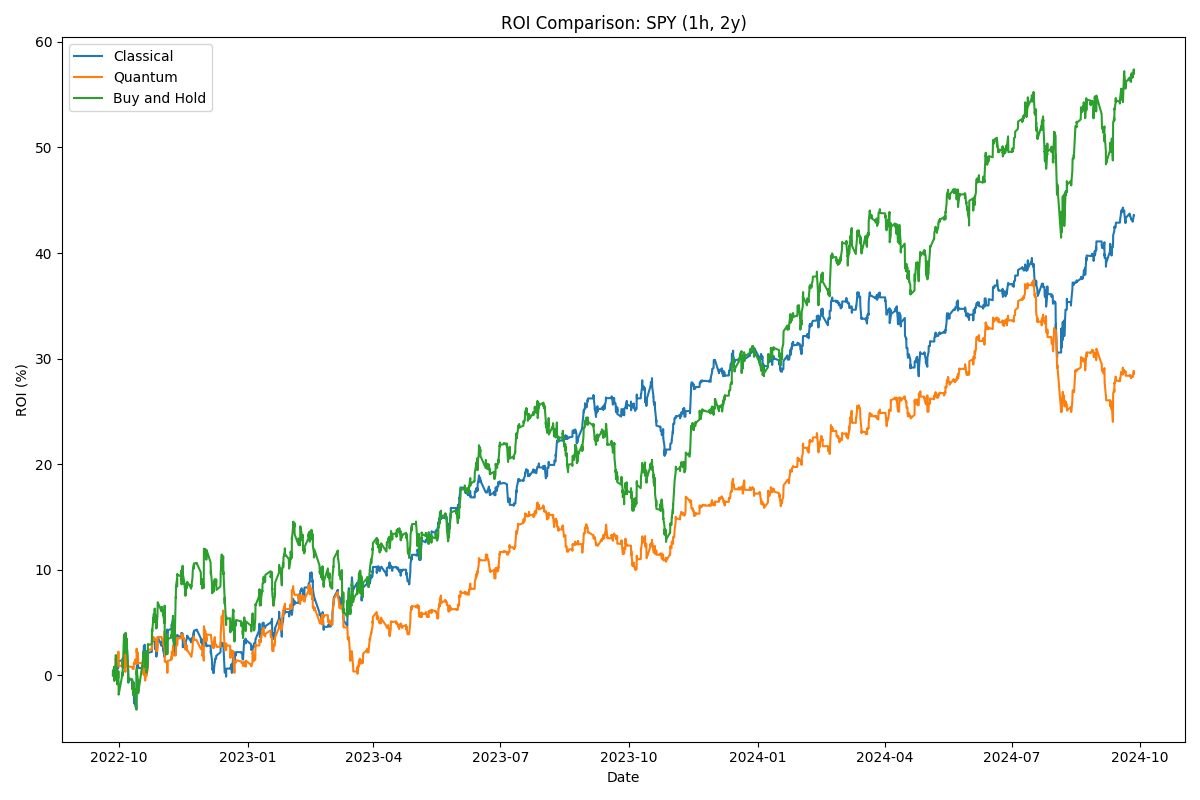 ROI Comparison: SPY (1h, 2y)
Classical
Quantum
Buy and Hold
ROI (%)
60
50
40
30
20
10
0
2022-10
2023-01
2023-04
2023-07
2023-10
2024-01
2024-04
2024-07
2024-10
Date